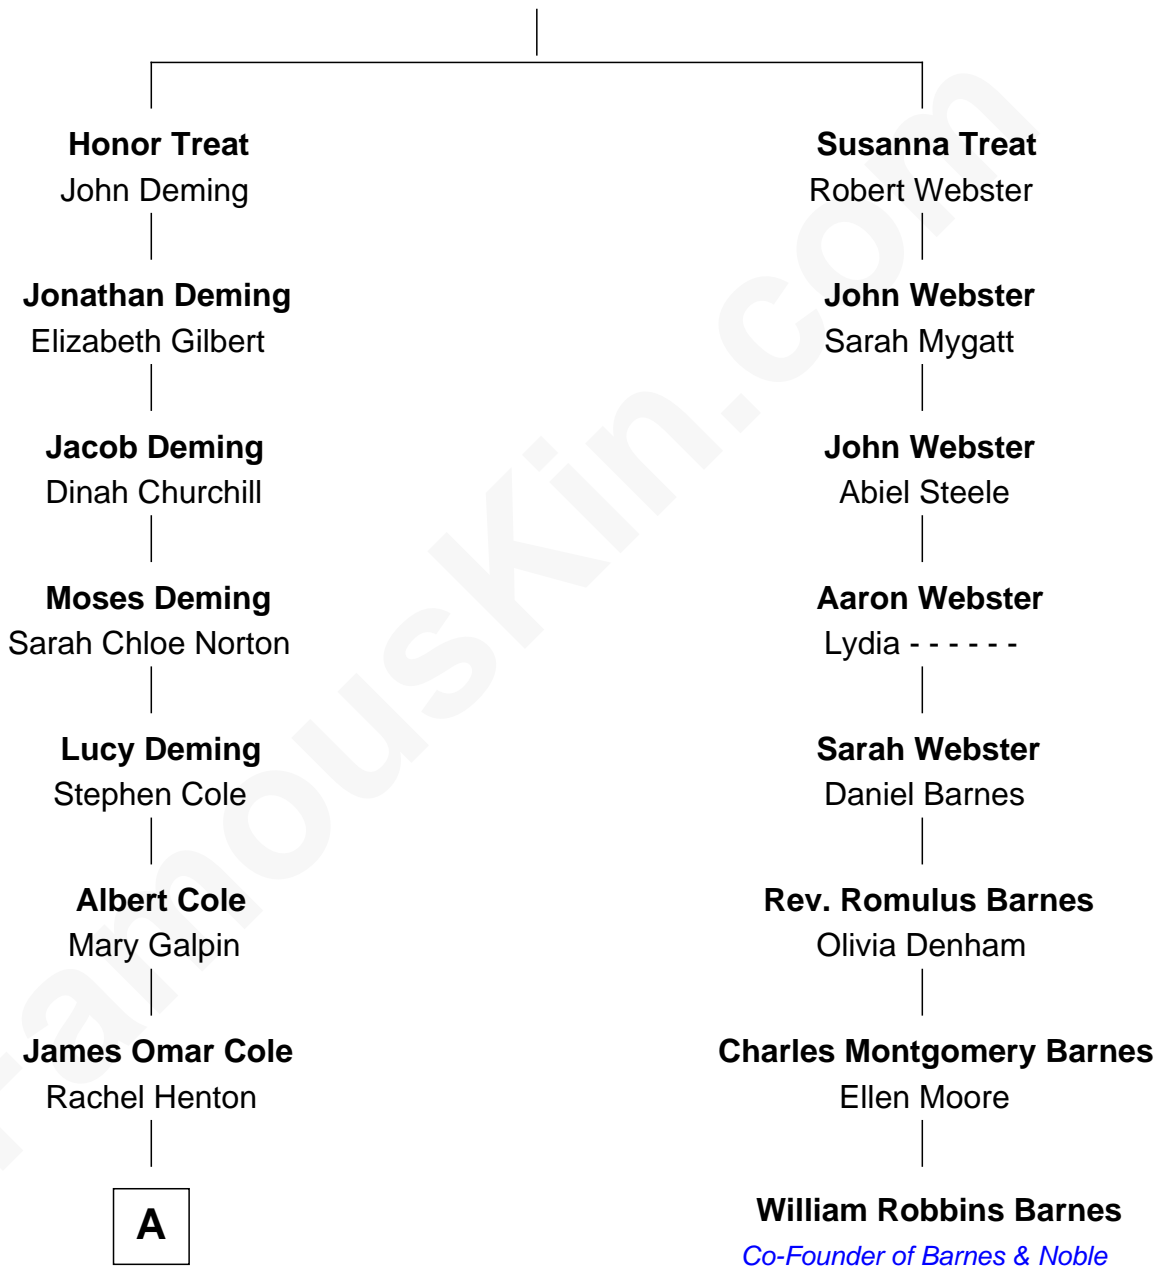 Honor Treat
John Deming
Jonathan Deming
Elizabeth Gilbert
Jacob Deming
Dinah Churchill
Moses Deming
Sarah Chloe Norton
Lucy Deming
Stephen Cole
Albert Cole
Mary Galpin
James Omar Cole
Rachel Henton
A
Susanna Treat
Robert Webster
John Webster
Sarah Mygatt
John Webster
Abiel Steele
Aaron Webster
Lydia - - - - - -
Sarah Webster
Daniel Barnes
Rev. Romulus Barnes
Olivia Denham
Charles Montgomery Barnes
Ellen Moore
William Robbins Barnes
Co-Founder of Barnes & Noble
FamousKin.com